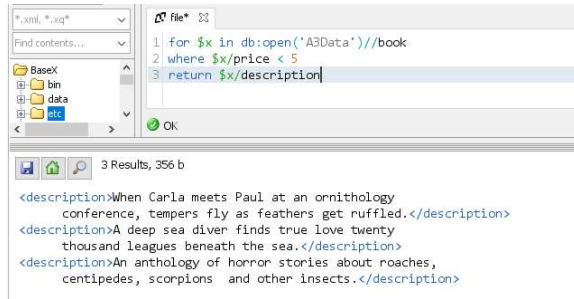 *.xml, *.xq*
Find contents...
BaseX
bin
data
etc
file*
1 for $x in db:open('A3Data')//book
2 where $x/price < 5
3 return $x/description
OK
3 Results, 356 b
<description>When Carla meets Paul at an ornithology
conference, tempers fly as feathers get ruffled.</description>
<description>A deep sea diver finds true love twenty
thousand leagues beneath the sea.</description>
<description>An anthology of horror stories about roaches,
centipedes, scorpions  and other insects.</description>